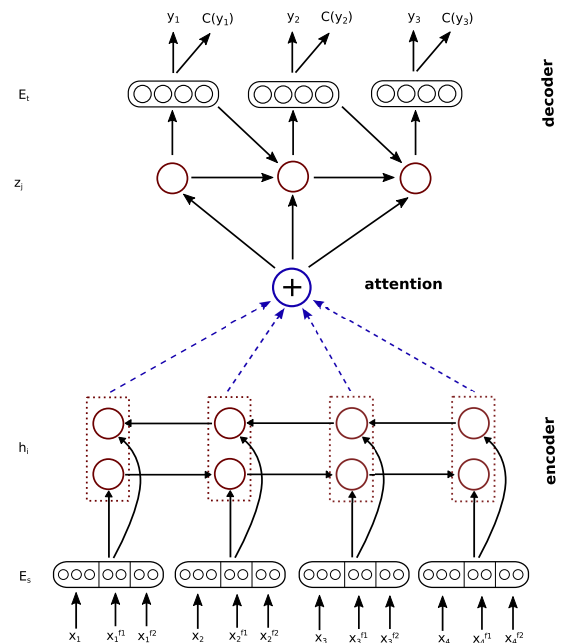 y₁ C(y₁) y₂ C(y₂) y₃ C(y₃)
decoder
Eₜ
zⱼ
+
attention
hᵢ
encoder
Eₛ
x₁ x₁ᶠ¹ x₁ᶠ² x₂ x₂ᶠ¹ x₂ᶠ² x₃ x₃ᶠ¹ x₃ᶠ² x₄ x₄ᶠ¹ x₄ᶠ²